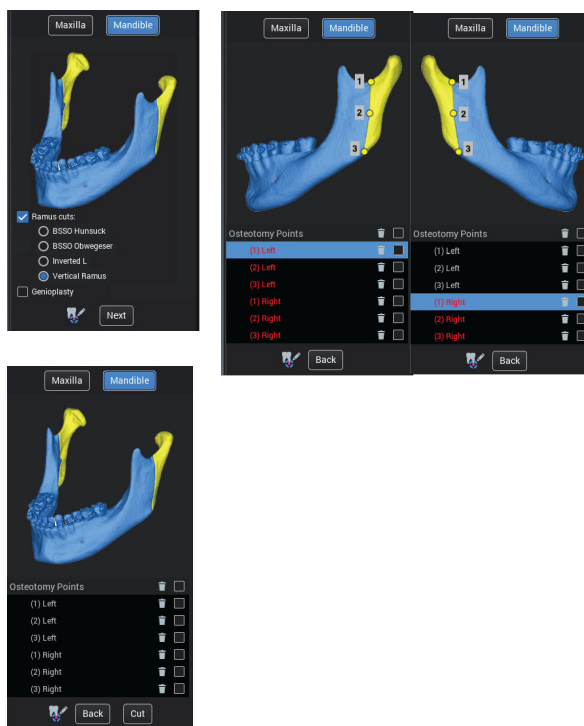 Maxilla Mandible
Ramus cuts:
BSSO Hunsuck
BSSO Obwegeser
Inverted L
Vertical Ramus
Genioplasty
Next
Maxilla Mandible
1
2
3
Osteotomy Points
(1) Left
(2) Left
(3) Left
(1) Right
(2) Right
(3) Right
Back
Maxilla Mandible
1
2
3
Osteotomy Points
(1) Left
(2) Left
(3) Left
(1) Right
(2) Right
(3) Right
Back
Maxilla Mandible
Osteotomy Points
(1) Left
(2) Left
(3) Left
(1) Right
(2) Right
(3) Right
Back Cut